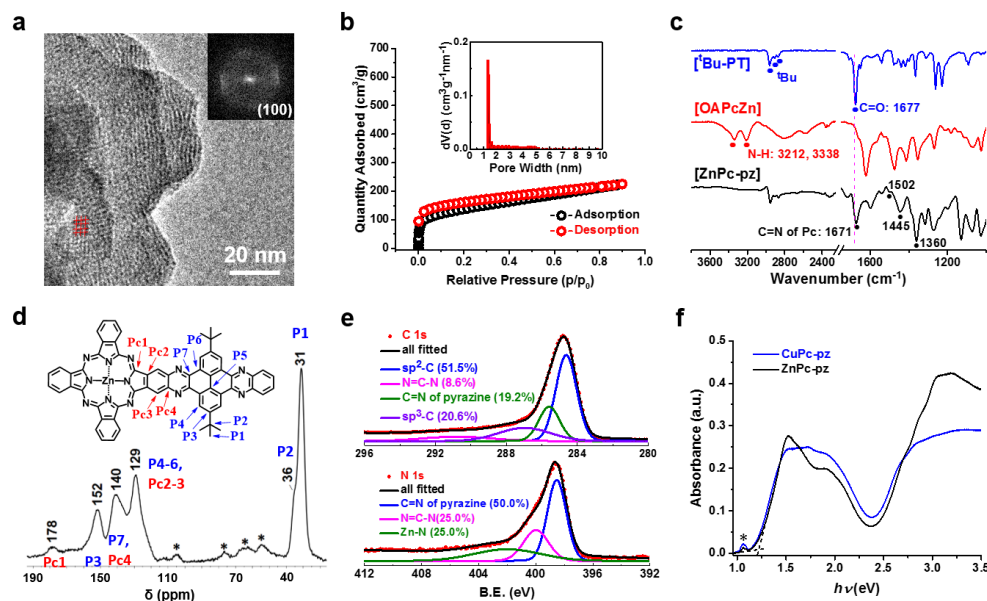 a
(100)
20 nm
b
Quantity Adsorbed (cm³/g)
700
600
500
400
300
200
100
0
0.0 0.2 0.4 0.6 0.8 1.0
Relative Pressure (p/p₀)
dV(d) (cm³g⁻¹nm⁻¹)
0.2
0.1
0.0
0 1 2 3 4 5 6 7 8 9 10
Pore Width (nm)
Adsorption
Desorption
c
[ᵗBu-PT]
ᵗBu
C=O: 1677
[OAPcZn]
N-H: 3212, 3338
[ZnPc-pz]
1502
C=N of Pc: 1671
1445
1360
3800 3400 2800 2400 1600 1200
Wavenumber (cm⁻¹)
d
Pc1
Pc2
P7
P6
P5
N
N
N
N
N
N
N
N
Zn
N
N
N
N
Pc3
Pc4
P4
P3
P2
P1
P1
31
P2
36
P4-6,
Pc2-3
129
140
152
178
Pc1
P3
P7,
Pc4
*
*
*
*
190 150 110 70 30
δ (ppm)
e
C 1s
all fitted
sp²-C (51.5%)
N=C-N (8.6%)
C=N of pyrazine (19.2%)
sp³-C (20.6%)
296 292 288 284 280
N 1s
all fitted
C=N of pyrazine (50.0%)
N=C-N(25.0%)
Zn-N (25.0%)
412 408 404 400 396 392
B.E. (eV)
f
Absorbance (a.u.)
0.5
0.4
0.3
0.2
0.1
0.0
CuPc-pz
ZnPc-pz
*
1.0 1.5 2.0 2.5 3.0 3.5
hν(eV)